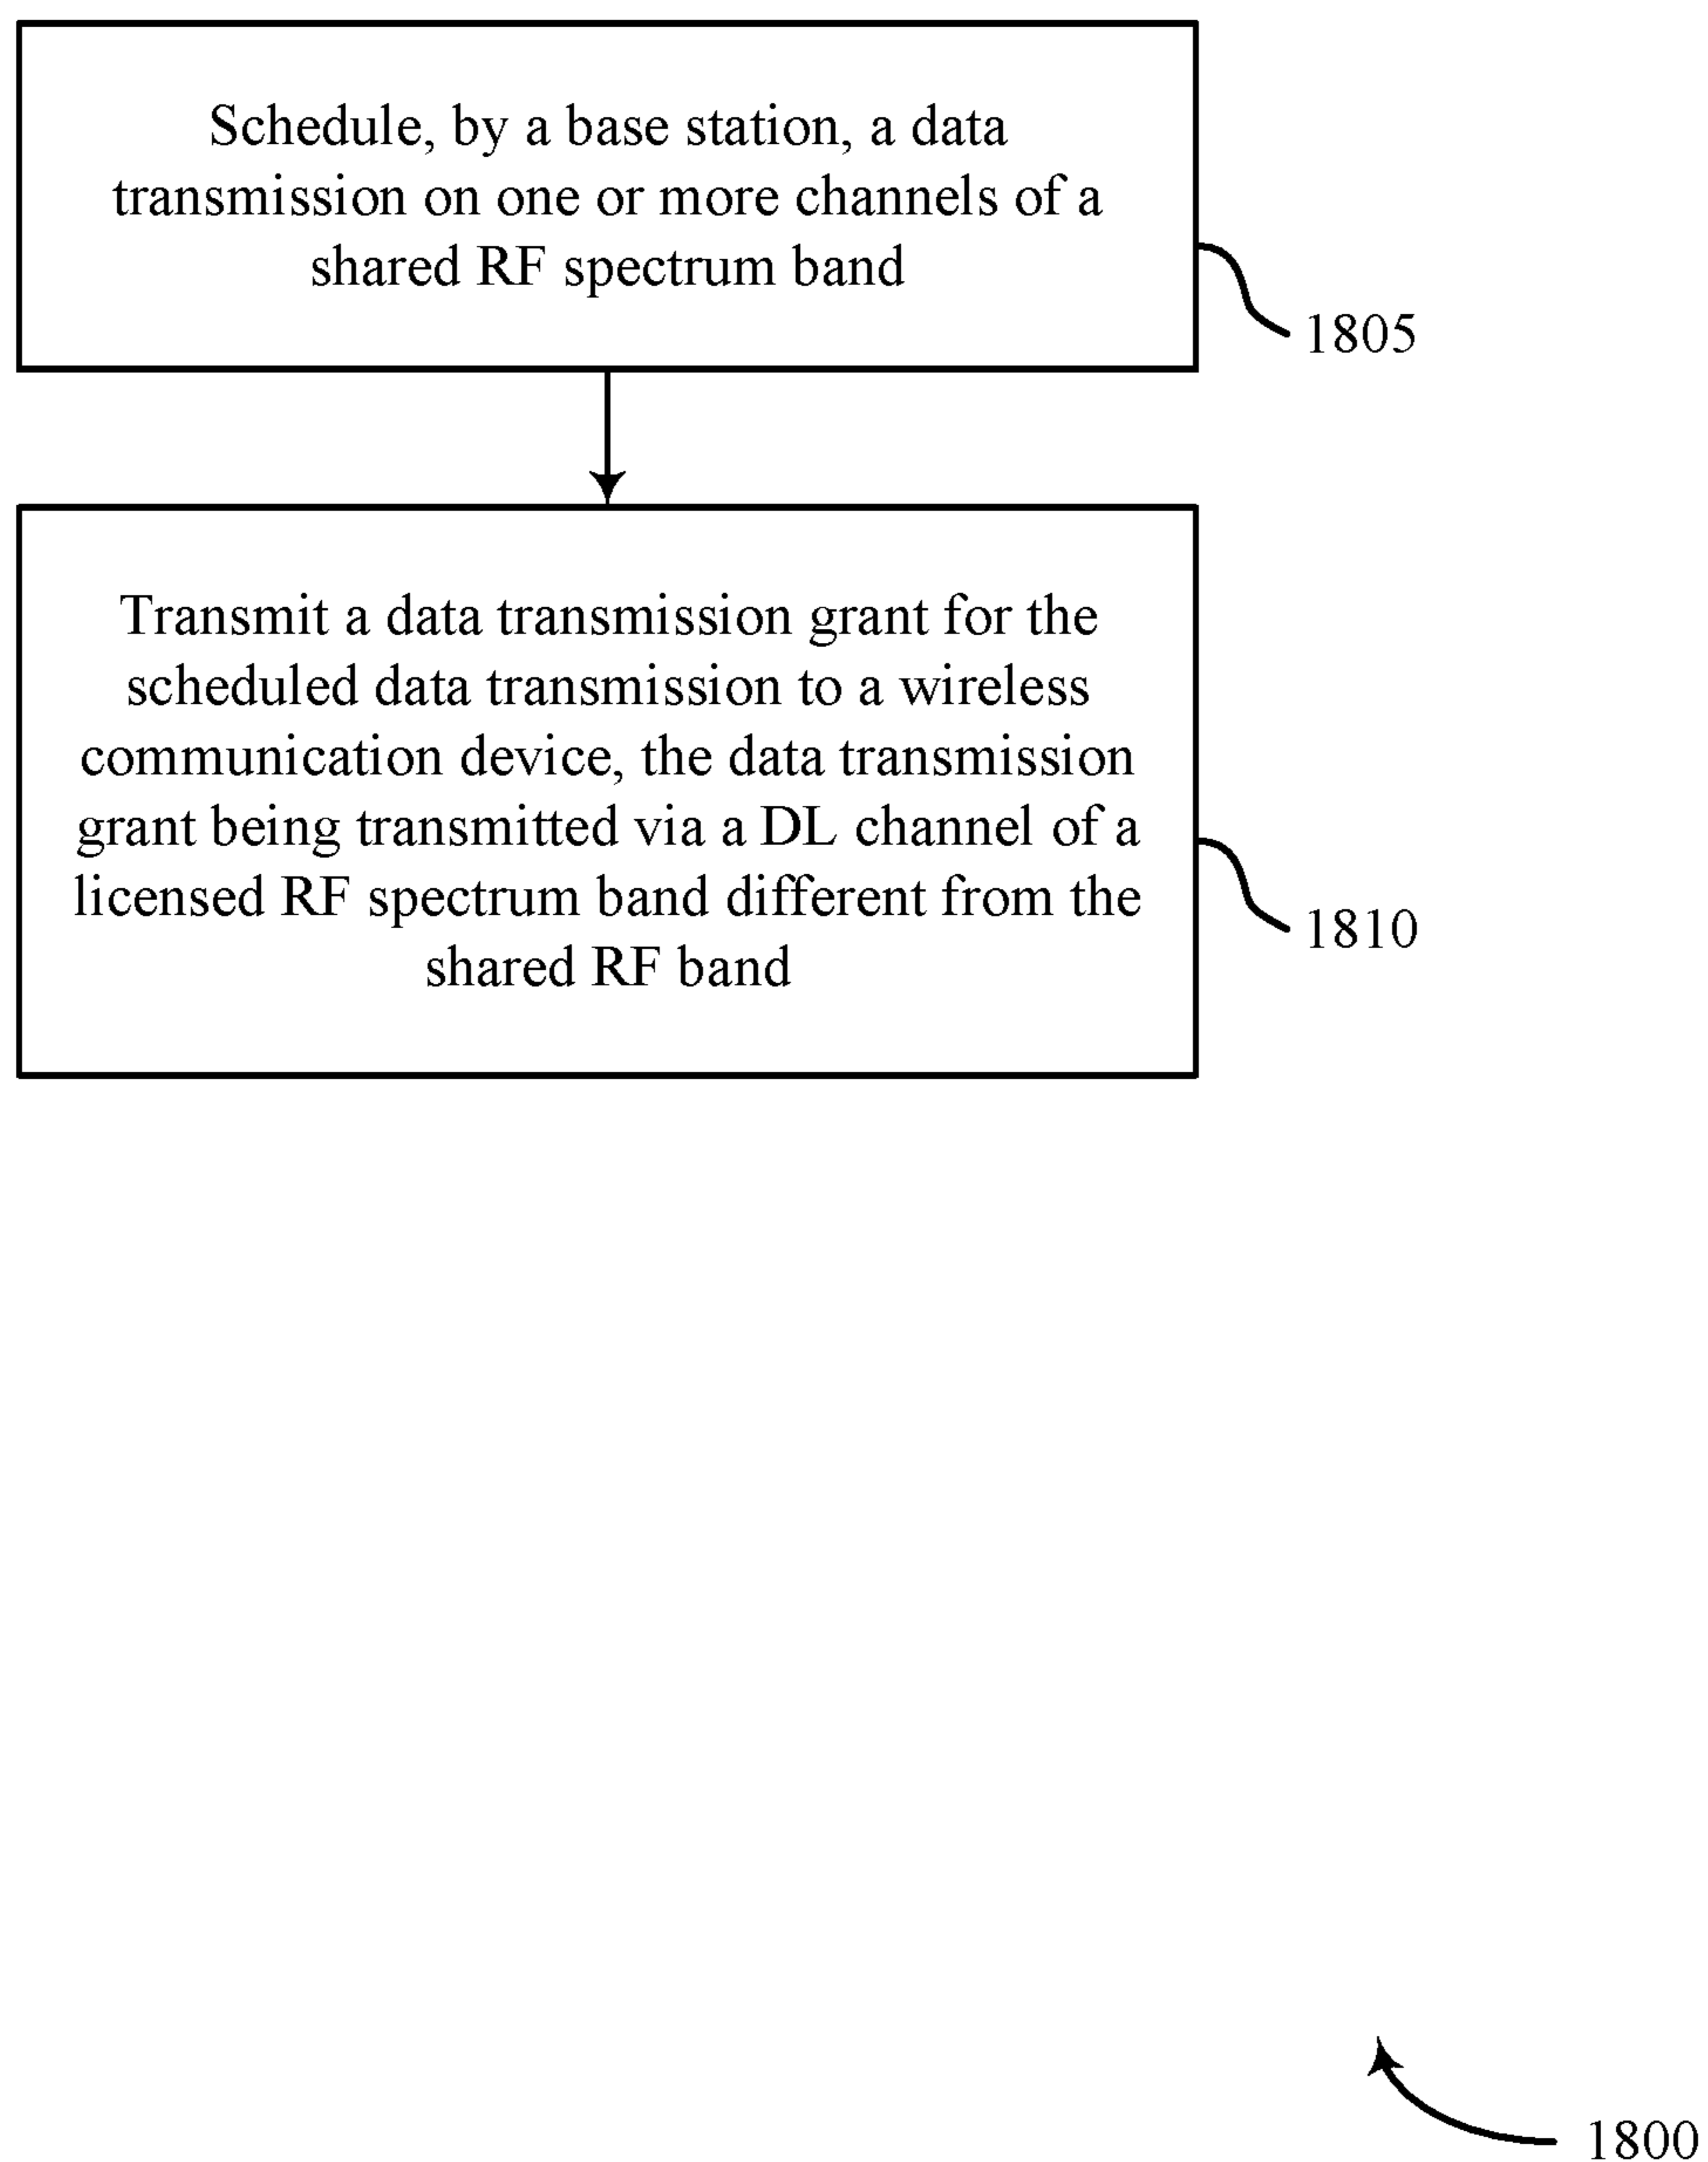 Schedule, by a base station, a data
transmission on one or more channels of a
shared RF spectrum band
1805
Transmit a data transmission grant for the
scheduled data transmission to a wireless
communication device, the data transmission
grant being transmitted via a DL channel of a
licensed RF spectrum band different from the
shared RF band
1810
1800